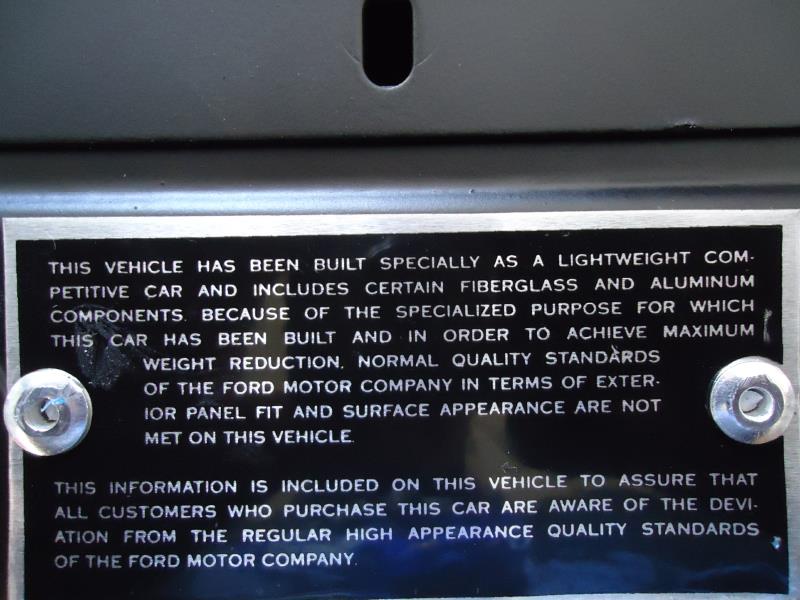 THIS VEHICLE HAS BEEN BUILT SPECIALLY AS A LIGHTWEIGHT COM-
PETITIVE CAR AND INCLUDES CERTAIN FIBERGLASS AND ALUMINUM
COMPONENTS. BECAUSE OF THE SPECIALIZED PURPOSE FOR WHICH
THIS CAR HAS BEEN BUILT AND IN ORDER TO ACHIEVE MAXIMUM
WEIGHT REDUCTION, NORMAL QUALITY STANDARDS
OF THE FORD MOTOR COMPANY IN TERMS OF EXTER-
IOR PANEL FIT AND SURFACE APPEARANCE ARE NOT
MET ON THIS VEHICLE.
THIS INFORMATION IS INCLUDED ON THIS VEHICLE TO ASSURE THAT
ALL CUSTOMERS WHO PURCHASE THIS CAR ARE AWARE OF THE DEVI-
ATION FROM THE REGULAR HIGH APPEARANCE QUALITY STANDARDS
OF THE FORD MOTOR COMPANY.